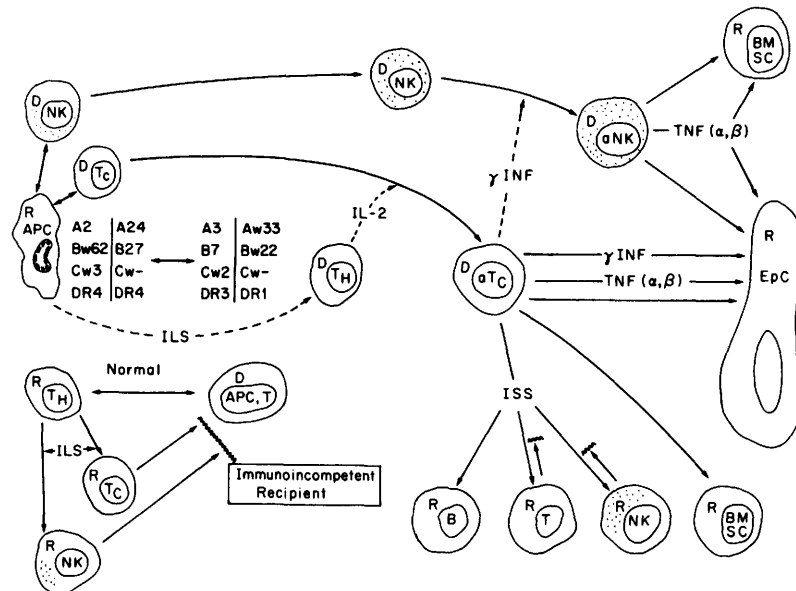 R
BM
SC
D
NK
D
NK
D
aNK
TNF (α,β)
γ INF
D
Tc
IL-2
R
APC
A2 A24
Bw62 B27
Cw3 Cw-
DR4 DR4
A3 Aw33
B7 Bw22
Cw2 Cw-
DR3 DR1
D
TH
ILS
D
aTc
γ INF
TNF (α,β)
R
EpC
Normal
R
TH
D
APC, T
ILS
R
Tc
R
NK
Immunoincompetent
Recipient
ISS
R
B
R
T
R
NK
R
BM
SC